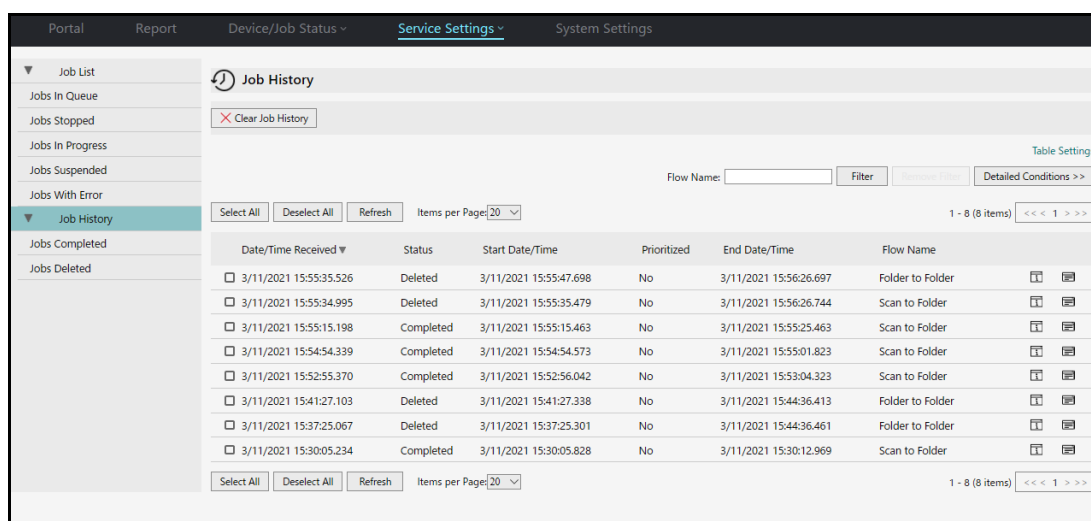 Portal Report Device/Job Status Service Settings System Settings
Job List
Jobs In Queue
Jobs Stopped
Jobs In Progress
Jobs Suspended
Jobs With Error
Job History
Jobs Completed
Jobs Deleted
Job History
Clear Job History
Table Setting
Flow Name: Filter Remove Filter Detailed Conditions >>
Select All Deselect All Refresh Items per Page: 20 1 - 8 (8 items) << < 1 > >>
Date/Time Received ▼ Status Start Date/Time Prioritized End Date/Time Flow Name
3/11/2021 15:55:35.526 Deleted 3/11/2021 15:55:47.698 No 3/11/2021 15:56:26.697 Folder to Folder
3/11/2021 15:55:34.995 Deleted 3/11/2021 15:55:35.479 No 3/11/2021 15:56:26.744 Scan to Folder
3/11/2021 15:55:15.198 Completed 3/11/2021 15:55:15.463 No 3/11/2021 15:55:25.463 Scan to Folder
3/11/2021 15:54:54.339 Completed 3/11/2021 15:54:54.573 No 3/11/2021 15:55:01.823 Scan to Folder
3/11/2021 15:52:55.370 Completed 3/11/2021 15:52:56.042 No 3/11/2021 15:53:04.323 Scan to Folder
3/11/2021 15:41:27.103 Deleted 3/11/2021 15:41:27.338 No 3/11/2021 15:44:36.413 Folder to Folder
3/11/2021 15:37:25.067 Deleted 3/11/2021 15:37:25.301 No 3/11/2021 15:44:36.461 Folder to Folder
3/11/2021 15:30:05.234 Completed 3/11/2021 15:30:05.828 No 3/11/2021 15:30:12.969 Scan to Folder
Select All Deselect All Refresh Items per Page: 20 1 - 8 (8 items) << < 1 > >>